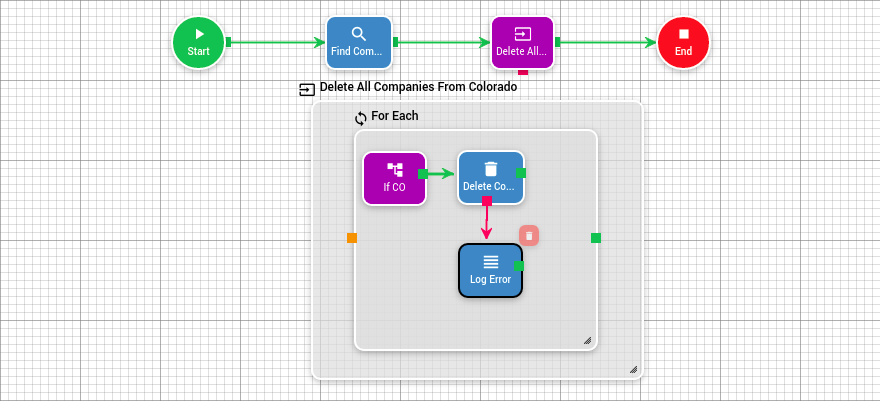 Start
Find Com...
Delete All...
End
Delete All Companies From Colorado
For Each
If CO
Delete Co...
Log Error